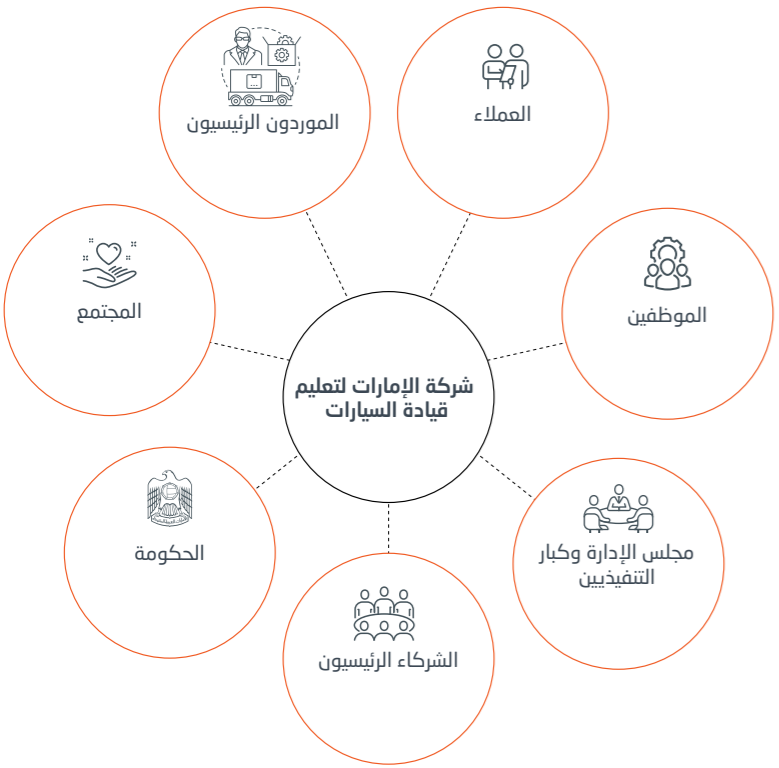 العملاء
الموردون الرئيسيون
الموظفين
المجتمع
شركة الإمارات لتعليم
قيادة السيارات
مجلس الإدارة وكبار
التنفيذيين
الحكومة
الشركاء الرئيسيون